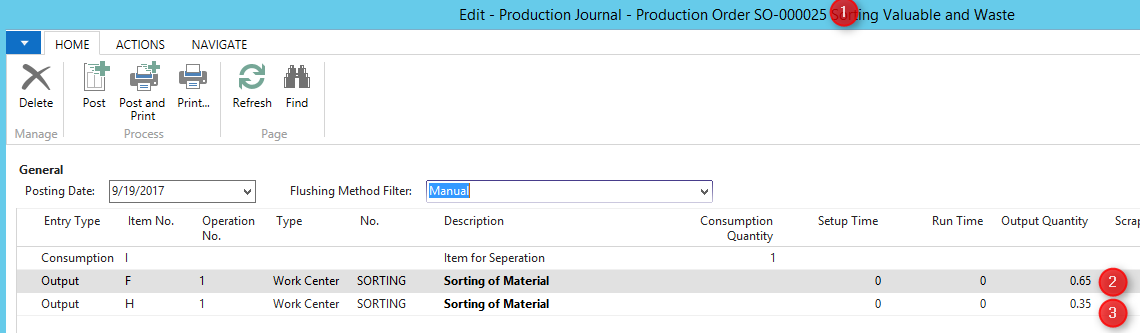 Edit - Production Journal - Production Order SO-000025 Sorting Valuable and Waste
1
HOME ACTIONS NAVIGATE
Delete Post Post and Print Print... Refresh Find
Manage Process Page
General
Posting Date: 9/19/2017 Flushing Method Filter: Manual
Entry Type Item No. Operation No. Type No. Description Consumption Quantity Setup Time Run Time Output Quantity Scrap
Consumption I Item for Seperation 1
Output F 1 Work Center SORTING Sorting of Material 0 0 0.65 2
Output H 1 Work Center SORTING Sorting of Material 0 0 0.35
3